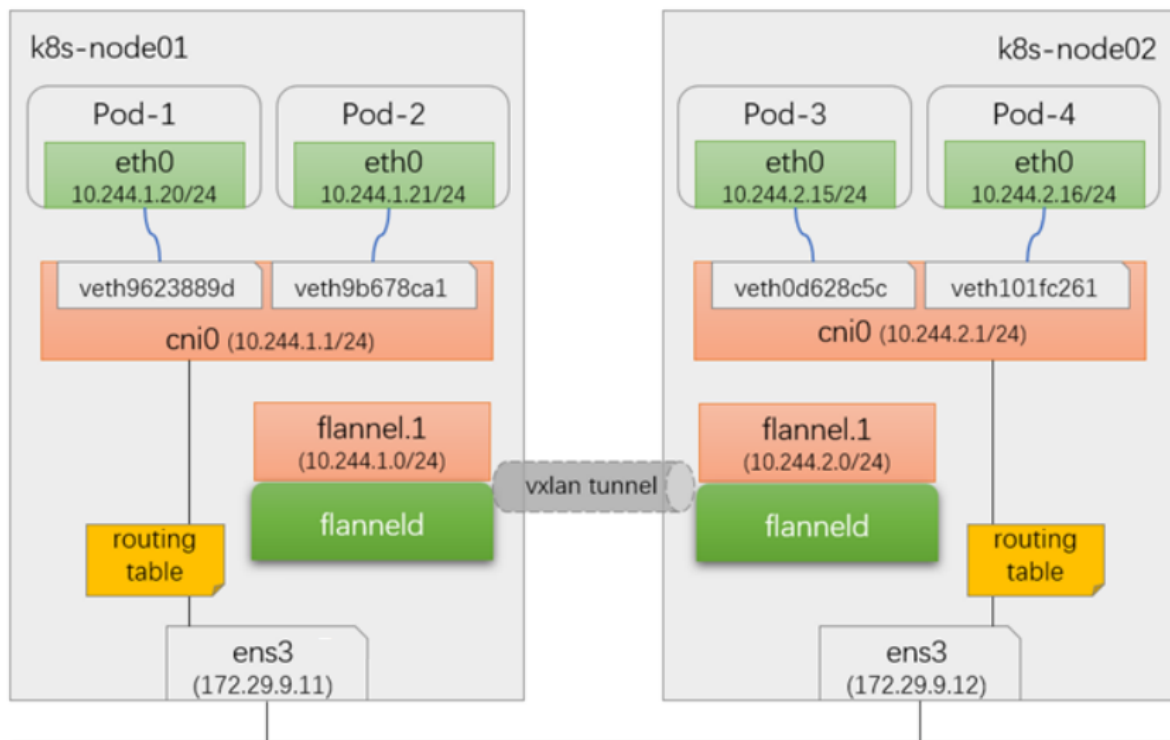 k8s-node01
Pod-1
eth0
10.244.1.20/24
Pod-2
eth0
10.244.1.21/24
veth9623889d
veth9b678ca1
cni0 (10.244.1.1/24)
flannel.1
(10.244.1.0/24)
flanneld
routing
table
ens3
(172.29.9.11)
vxlan tunnel
k8s-node02
Pod-3
eth0
10.244.2.15/24
Pod-4
eth0
10.244.2.16/24
veth0d628c5c
veth101fc261
cni0 (10.244.2.1/24)
flannel.1
(10.244.2.0/24)
flanneld
routing
table
ens3
(172.29.9.12)